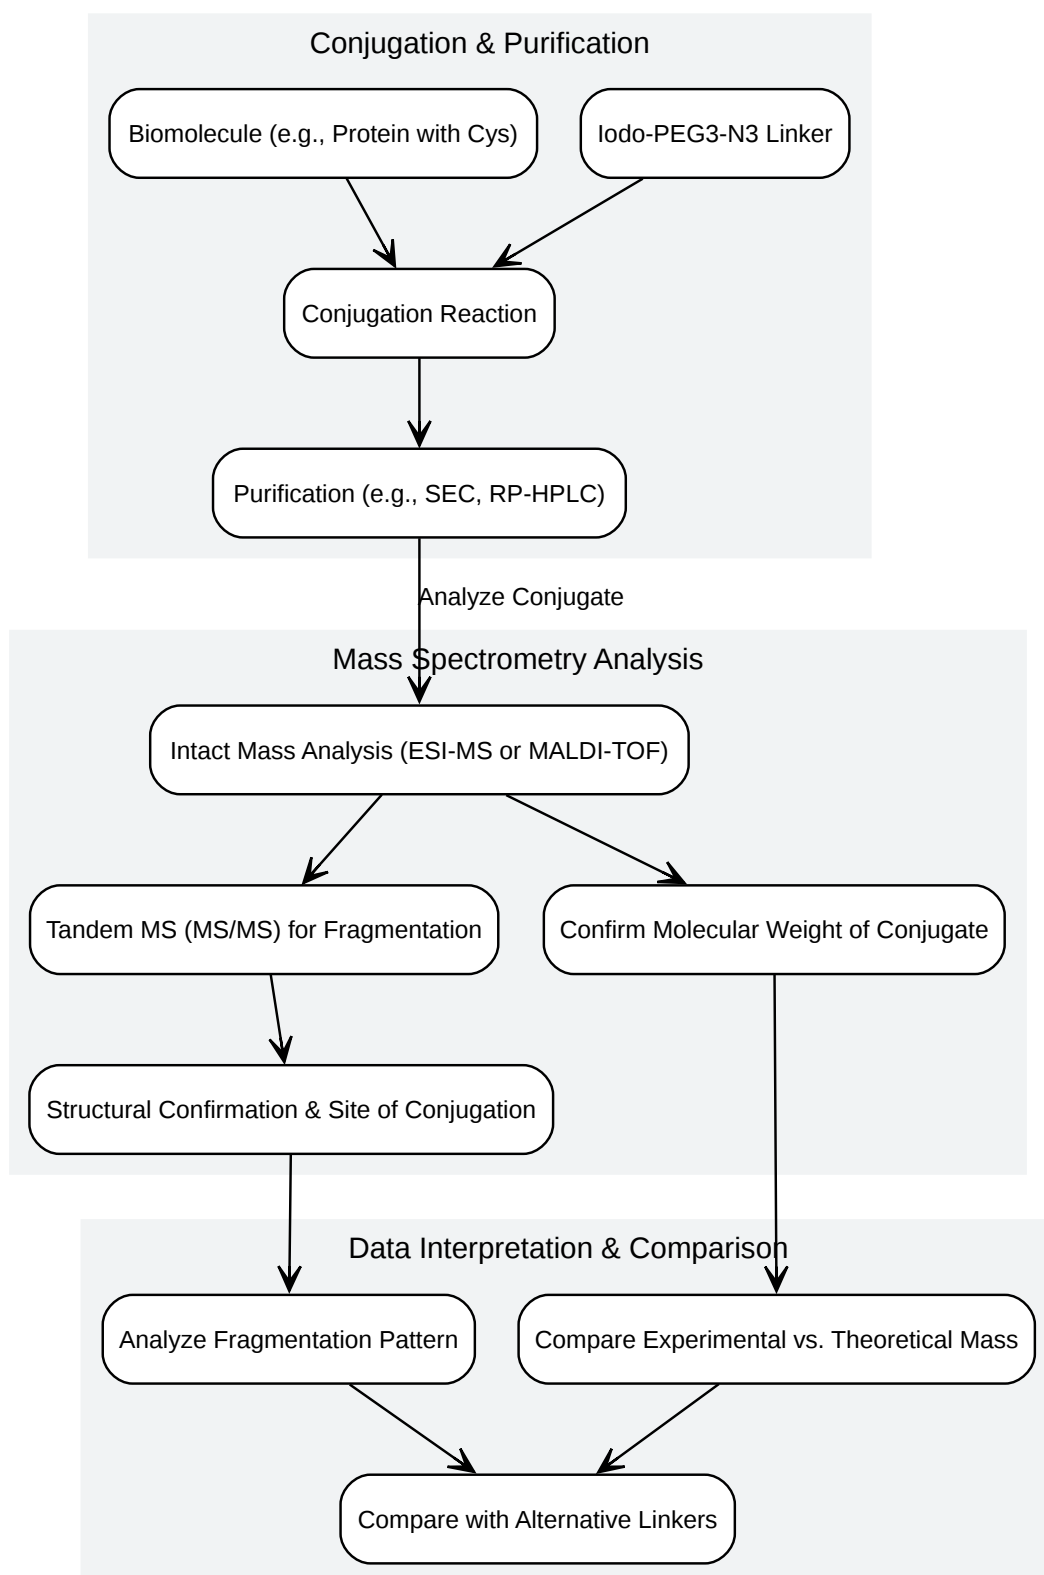 Conjugation & Purification
Biomolecule (e.g., Protein with Cys)
Iodo-PEG3-N3 Linker
Conjugation Reaction
Purification (e.g., SEC, RP-HPLC)
Analyze Conjugate
Mass Spectrometry Analysis
Intact Mass Analysis (ESI-MS or MALDI-TOF)
Tandem MS (MS/MS) for Fragmentation
Confirm Molecular Weight of Conjugate
Structural Confirmation & Site of Conjugation
Data Interpretation & Comparison
Analyze Fragmentation Pattern
Compare Experimental vs. Theoretical Mass
Compare with Alternative Linkers